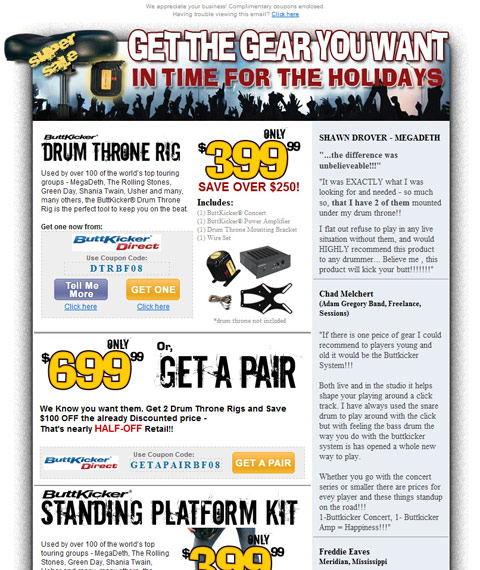 We appreciate your business! Complimentary coupons enclosed.
Having trouble viewing this email? Click here
super
sale
GET THE GEAR YOU WANT
IN TIME FOR THE HOLIDAYS
ButtKicker®
DRUM THRONE RIG
Used by over 100 of the world's top touring
groups - MegaDeth, The Rolling Stones,
Green Day, Shania Twain, Usher and many,
many others, the ButtKicker® Drum Throne
Rig is the perfect tool to keep you on the beat.
Get one now from:
ButtKicker
Direct
Use Coupon Code:
DTRBF08
Tell Me
More
GET ONE
Click here
Click here
ONLY
$399.99
SAVE OVER $250!
Includes:
(1) ButtKicker® Concert
(1) ButtKicker® Power Amplifier
(1) Drum Throne Mounting Bracket
(1) Wire Set
*drum throne not included
ONLY
$699.99
Or,
GET A PAIR
We Know you want them. Get 2 Drum Throne Rigs and Save
$100 OFF the already Discounted price -
That's nearly HALF-OFF Retail!!
ButtKicker
Direct
Use Coupon Code:
GETAPAIRBF08
GET A PAIR
ButtKicker®
STANDING PLATFORM KIT
Used by over 100 of the world's top
touring groups - MegaDeth, The Rolling
Stones, Green Day, Shania Twain,
Usher and many, many others, the
ONLY
$399.99
SHAWN DROVER - MEGADETH
"...the difference was
unbelieveable!!!"
"It was EXACTLY what I was
looking for and needed - so much
so, that I have 2 of them mounted
under my drum throne!!
I flat out refuse to play in any live
situation without them, and would
HIGHLY recommend this product
to any drummer... Believe me , this
product will kick your butt!!!!!!!"
Chad Melchert
(Adam Gregory Band, Freelance,
Sessions)
"If there is one peice of gear I could
recommend to players young and
old it would be the Buttkicker
System!!!
Both live and in the studio it helps
shape your playing around a click
track. I have always used the snare
drum to play around with the click
but with feeling the bass drum the
way you do with the buttkicker
system is has opened a whole new
way to play.
Whether you go with the concert
series or smaller there are prices for
evey player and these things stand up
on the road!!!
1-Buttkicker Concert, 1- Buttkicker
Amp = Happiness!!!"
Freddie Eaves
Meridian, Mississippi